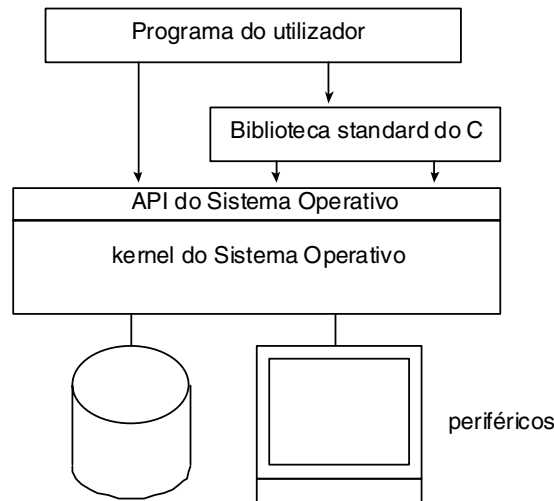 Programa do utilizador
Biblioteca standard do C
API do Sistema Operativo
kernel do Sistema Operativo
periféricos